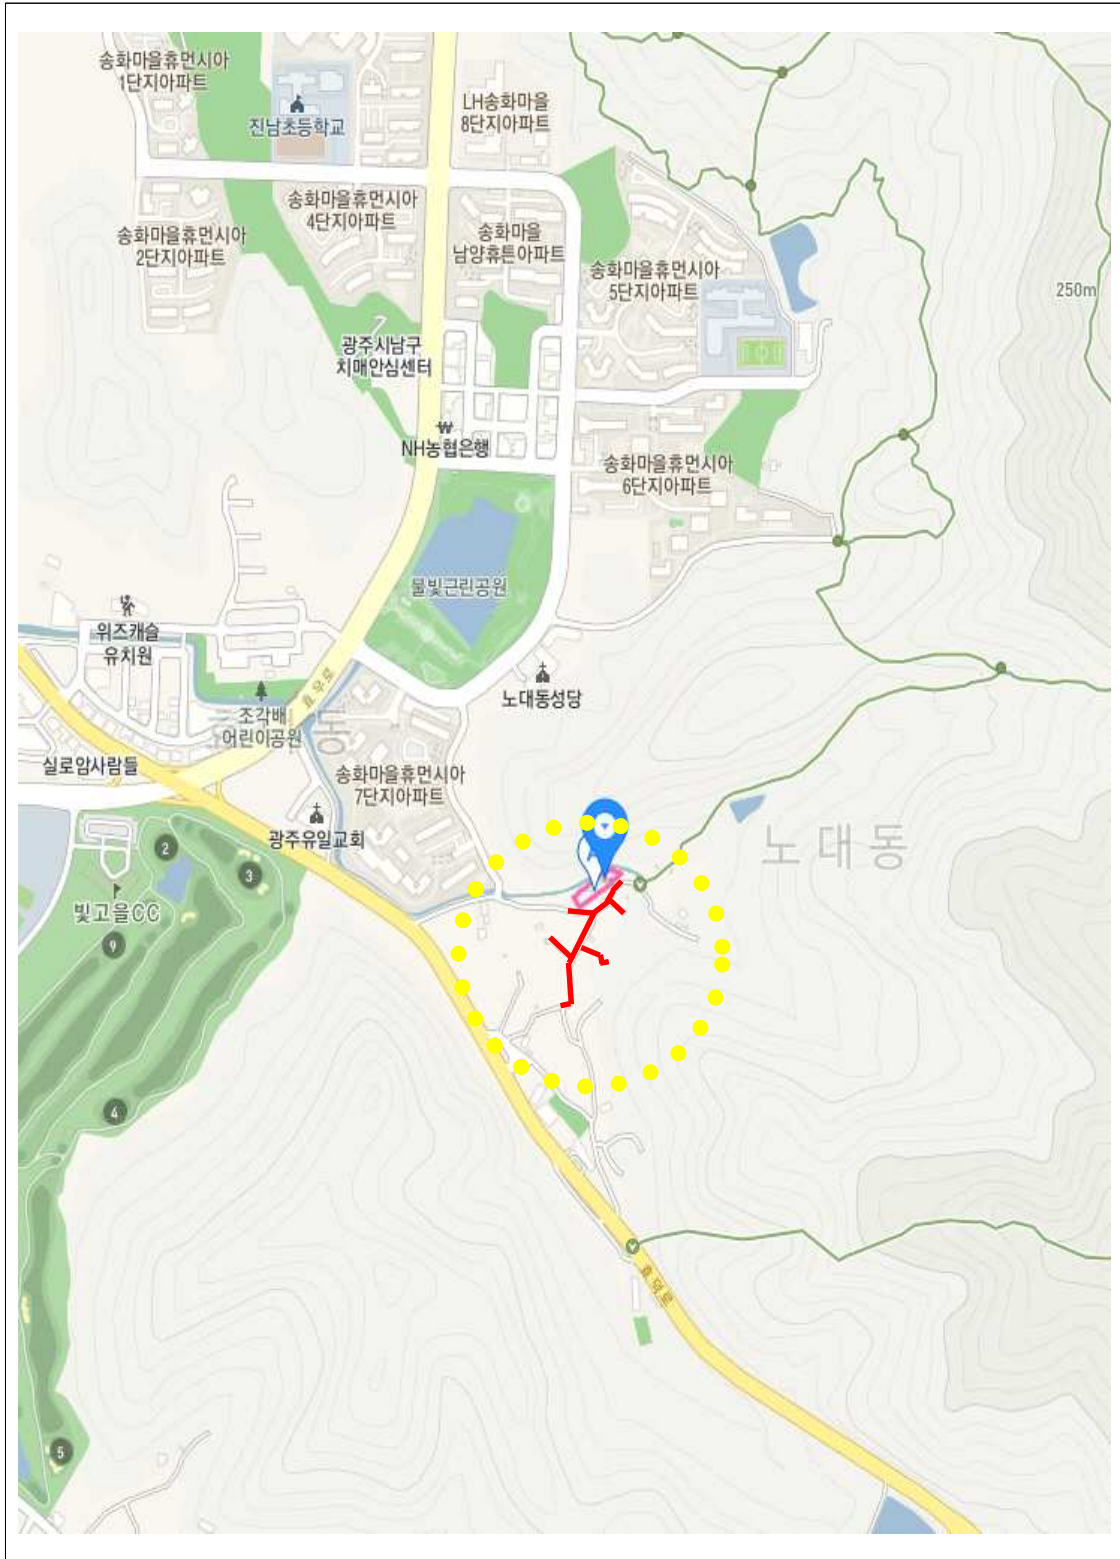 송화마을휴먼시아
1단지아파트
진남초등학교
LH송화마을
8단지아파트
송화마을휴먼시아
4단지아파트
송화마을휴먼시아
2단지아파트
송화마을
남양휴튼아파트
송화마을휴먼시아
5단지아파트
250m
광주시남구
치매안심센터
NH농협은행
송화마을휴먼시아
6단지아파트
물빛근린공원
위즈캐슬
유치원
노대동성당
조각배
어린이공원
동
실로암사람들
송화마을휴먼시아
7단지아파트
광주유일교회
노대동
2
3
빛고을CC
9
4
효덕로
5